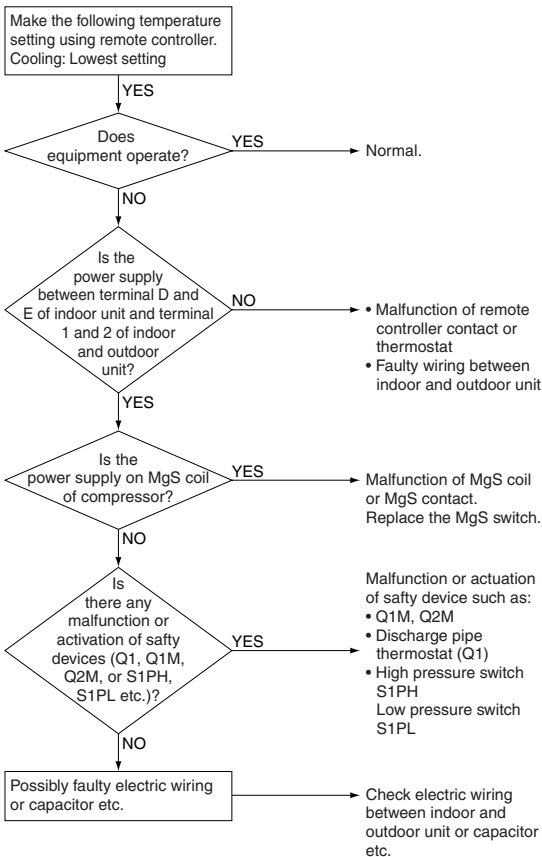 Make the following temperature
setting using remote controller.
Cooling: Lowest setting
YES
Does
equipment operate?
YES
Normal.
NO
Is the
power supply
between terminal D and
E of indoor unit and terminal
1 and 2 of indoor
and outdoor
unit?
NO
• Malfunction of remote
controller contact or
thermostat
• Faulty wiring between
indoor and outdoor unit
YES
Is the
power supply on MgS coil
of compressor?
YES
Malfunction of MgS coil
or MgS contact.
Replace the MgS switch.
NO
Is
there any
malfunction or
activation of safty
devices (Q1, Q1M,
Q2M, or S1PH,
S1PL etc.)?
YES
Malfunction or actuation
of safty device such as:
• Q1M, Q2M
• Discharge pipe
thermostat (Q1)
• High pressure switch
S1PH
Low pressure switch
S1PL
NO
Possibly faulty electric wiring
or capacitor etc.
Check electric wiring
between indoor and
outdoor unit or capacitor
etc.